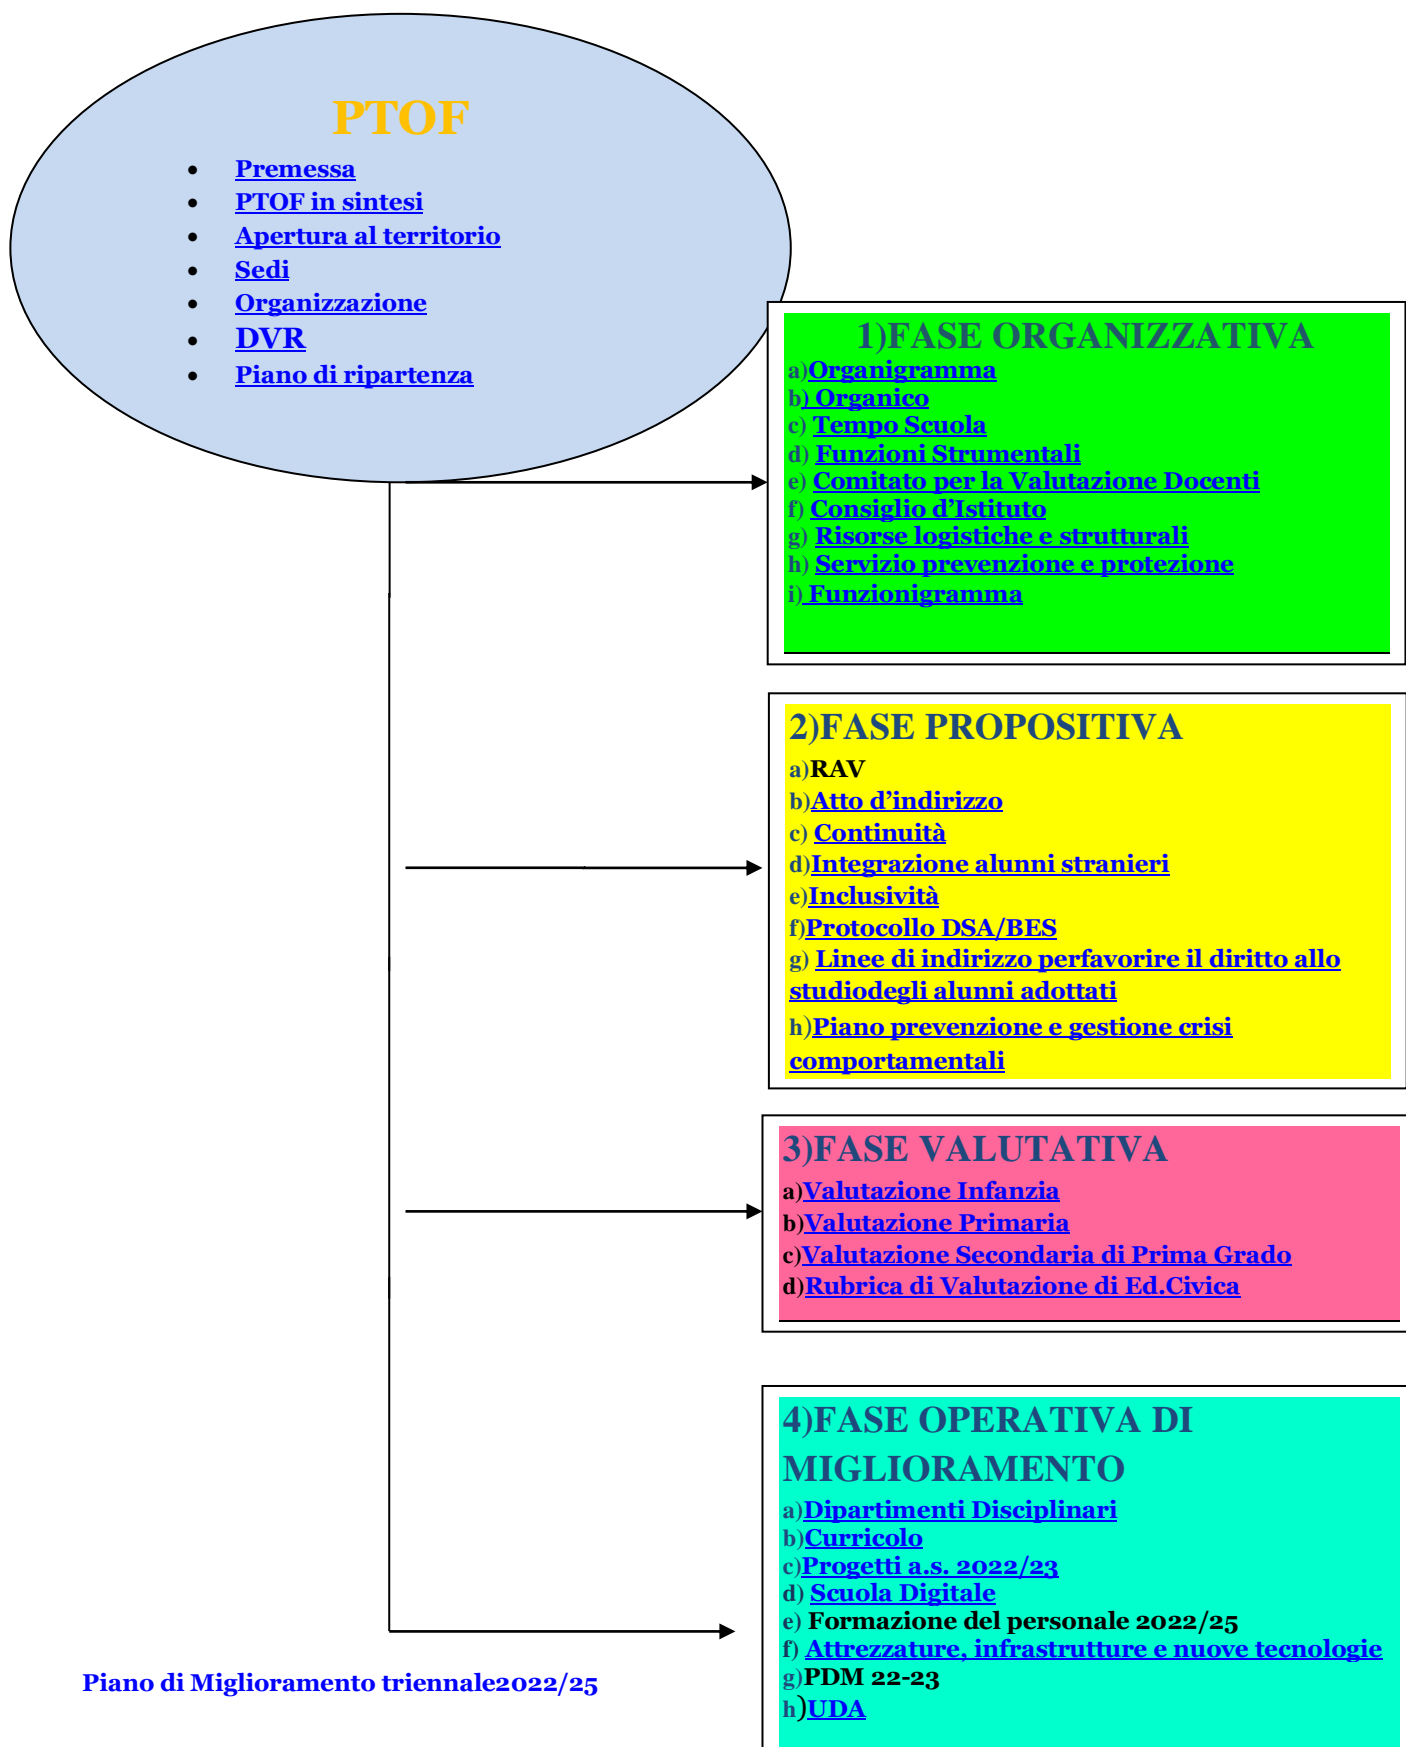 PTOF
• Premessa
• PTOF in sintesi
• Apertura al territorio
• Sedi
• Organizzazione
• DVR
• Piano di ripartenza
1)FASE ORGANIZZATIVA
a)Organigramma
b) Organico
c) Tempo Scuola
d) Funzioni Strumentali
e) Comitato per la Valutazione Docenti
f) Consiglio d’Istituto
g) Risorse logistiche e strutturali
h) Servizio prevenzione e protezione
i) Funzionigramma
2)FASE PROPOSITIVA
a)RAV
b)Atto d’indirizzo
c) Continuità
d)Integrazione alunni stranieri
e)Inclusività
f)Protocollo DSA/BES
g) Linee di indirizzo perfavorire il diritto allo
studiodegli alunni adottati
h)Piano prevenzione e gestione crisi
comportamentali
3)FASE VALUTATIVA
a)Valutazione Infanzia
b)Valutazione Primaria
c)Valutazione Secondaria di Prima Grado
d)Rubrica di Valutazione di Ed.Civica
4)FASE OPERATIVA DI
MIGLIORAMENTO
a)Dipartimenti Disciplinari
b)Curricolo
c)Progetti a.s. 2022/23
d) Scuola Digitale
e) Formazione del personale 2022/25
f) Attrezzature, infrastrutture e nuove tecnologie
g)PDM 22-23
h)UDA
Piano di Miglioramento triennale2022/25